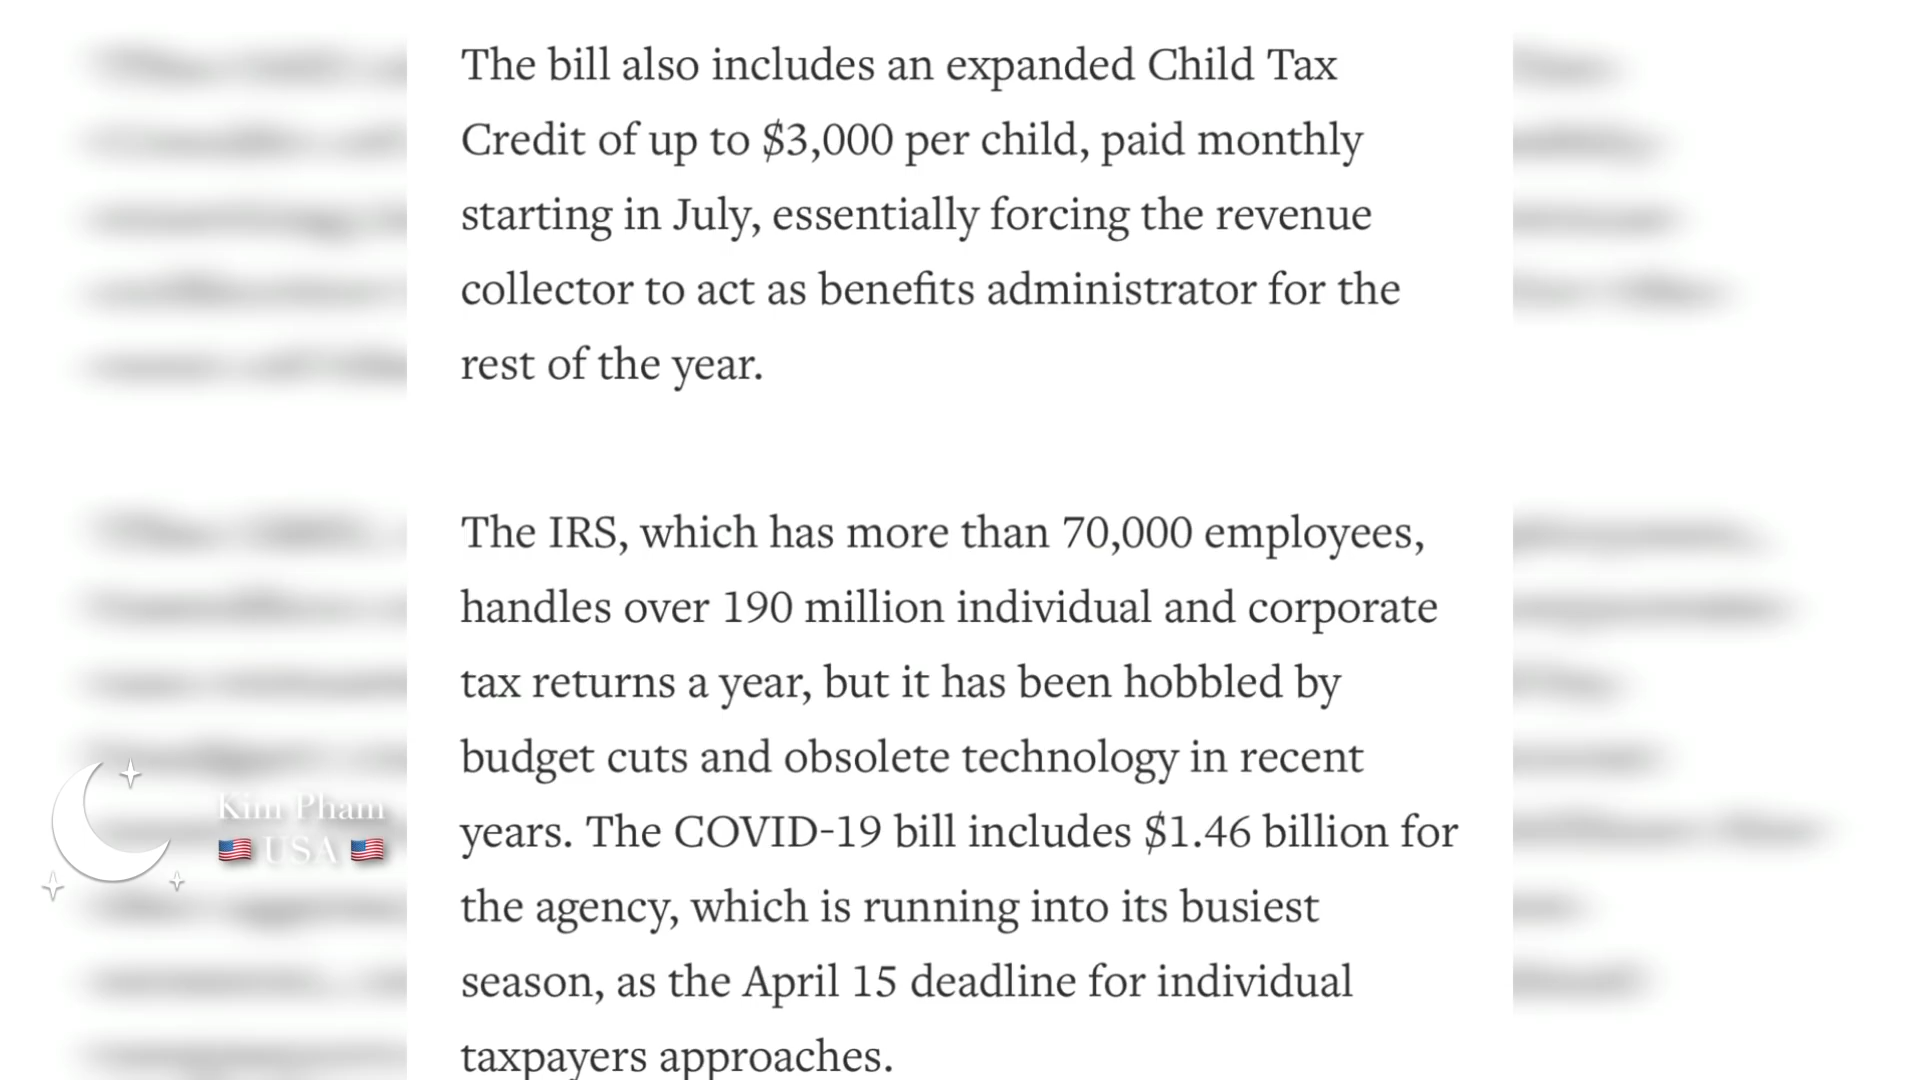 The bill also includes an expanded Child Tax
Credit of up to $3,000 per child, paid monthly
starting in July, essentially forcing the revenue
collector to act as benefits administrator for the
rest of the year.
The IRS, which has more than 70,000 employees,
handles over 190 million individual and corporate
tax returns a year, but it has been hobbled by
budget cuts and obsolete technology in recent
years. The COVID-19 bill includes $1.46 billion for
the agency, which is running into its busiest
season, as the April 15 deadline for individual
taxpayers approaches.
Kim Pham
USA